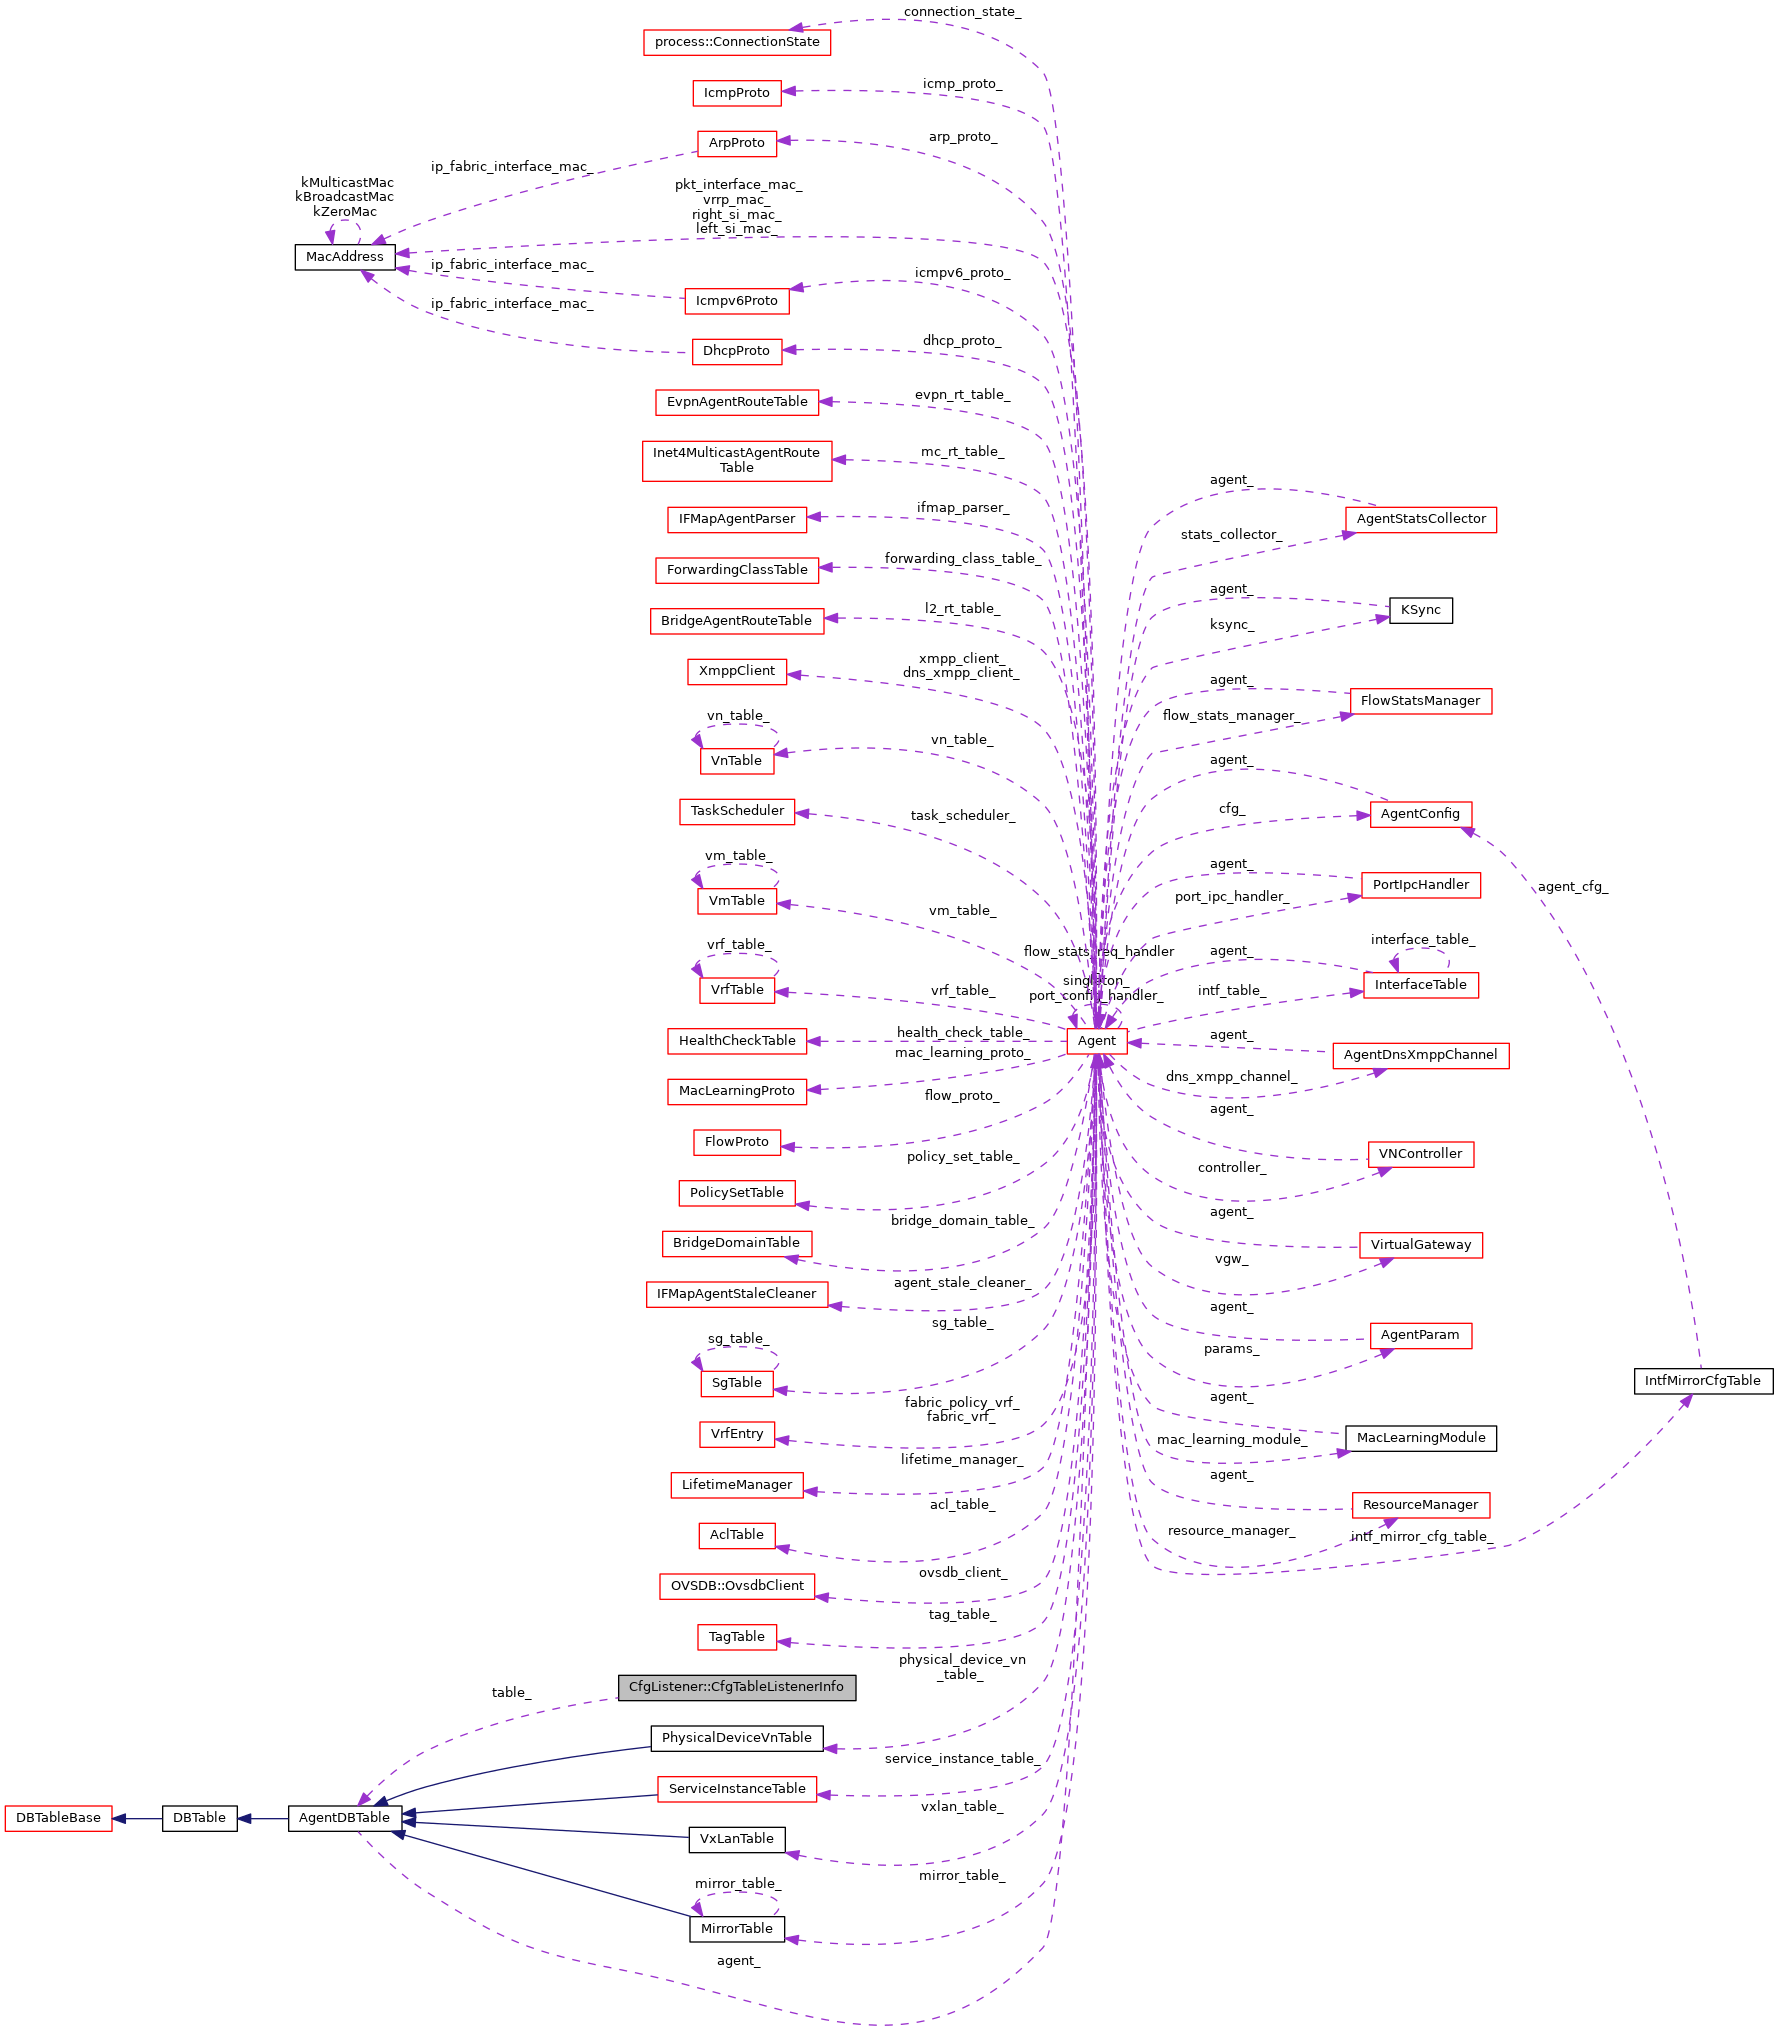 connection_state_
process::ConnectionState
icmp_proto_
IcmpProto
arp_proto_
ArpProto
ip_fabric_interface_mac_
kMulticastMac
kBroadcastMac
kZeroMac
pkt_interface_mac_
vrrp_mac_
right_si_mac_
left_si_mac_
MacAddress
ip_fabric_interface_mac_
icmpv6_proto_
Icmpv6Proto
ip_fabric_interface_mac_
dhcp_proto_
DhcpProto
evpn_rt_table_
EvpnAgentRouteTable
mc_rt_table_
Inet4MulticastAgentRoute
Table
ifmap_parser_
IFMapAgentParser
forwarding_class_table_
ForwardingClassTable
l2_rt_table_
BridgeAgentRouteTable
xmpp_client_
dns_xmpp_client_
XmppClient
vn_table_
vn_table_
VnTable
task_scheduler_
TaskScheduler
vm_table_
vm_table_
VmTable
vrf_table_
vrf_table_
VrfTable
health_check_table_
HealthCheckTable
mac_learning_proto_
MacLearningProto
flow_proto_
FlowProto
policy_set_table_
PolicySetTable
bridge_domain_table_
BridgeDomainTable
agent_stale_cleaner_
IFMapAgentStaleCleaner
sg_table_
sg_table_
SgTable
fabric_policy_vrf_
fabric_vrf_
VrfEntry
lifetime_manager_
LifetimeManager
acl_table_
AclTable
ovsdb_client_
OVSDB::OvsdbClient
tag_table_
TagTable
physical_device_vn
_table_
CfgListener::CfgTableListenerInfo
table_
PhysicalDeviceVnTable
service_instance_table_
ServiceInstanceTable
vxlan_table_
DBTableBase
DBTable
AgentDBTable
VxLanTable
mirror_table_
mirror_table_
MirrorTable
agent_
flow_stats_req_handler
singleton_
port_config_handler_
Agent
agent_
AgentStatsCollector
stats_collector_
agent_
KSync
ksync_
agent_
FlowStatsManager
flow_stats_manager_
agent_
cfg_
AgentConfig
agent_
PortIpcHandler
port_ipc_handler_
agent_cfg_
interface_table_
agent_
InterfaceTable
intf_table_
agent_
AgentDnsXmppChannel
dns_xmpp_channel_
agent_
VNController
controller_
agent_
VirtualGateway
vgw_
agent_
AgentParam
params_
IntfMirrorCfgTable
agent_
MacLearningModule
mac_learning_module_
agent_
ResourceManager
resource_manager_
intf_mirror_cfg_table_